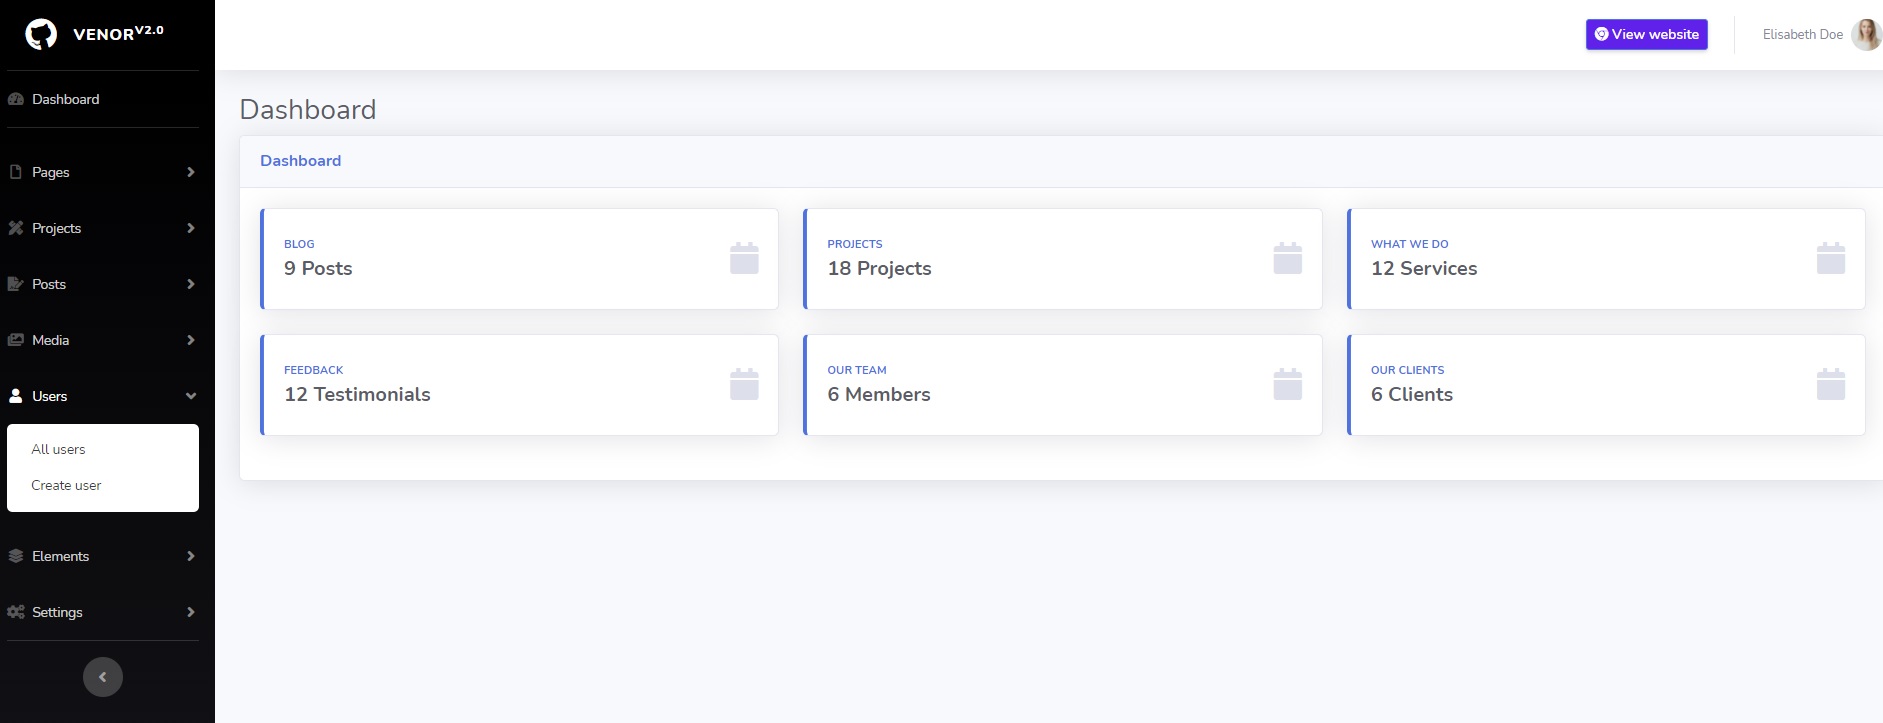 VENOR V2.0
View website
Elisabeth Doe
Dashboard
Pages
Projects
Posts
Media
Users
All users
Create user
Elements
Settings
Dashboard
Dashboard
BLOG
9 Posts
PROJECTS
18 Projects
WHAT WE DO
12 Services
FEEDBACK
12 Testimonials
OUR TEAM
6 Members
OUR CLIENTS
6 Clients